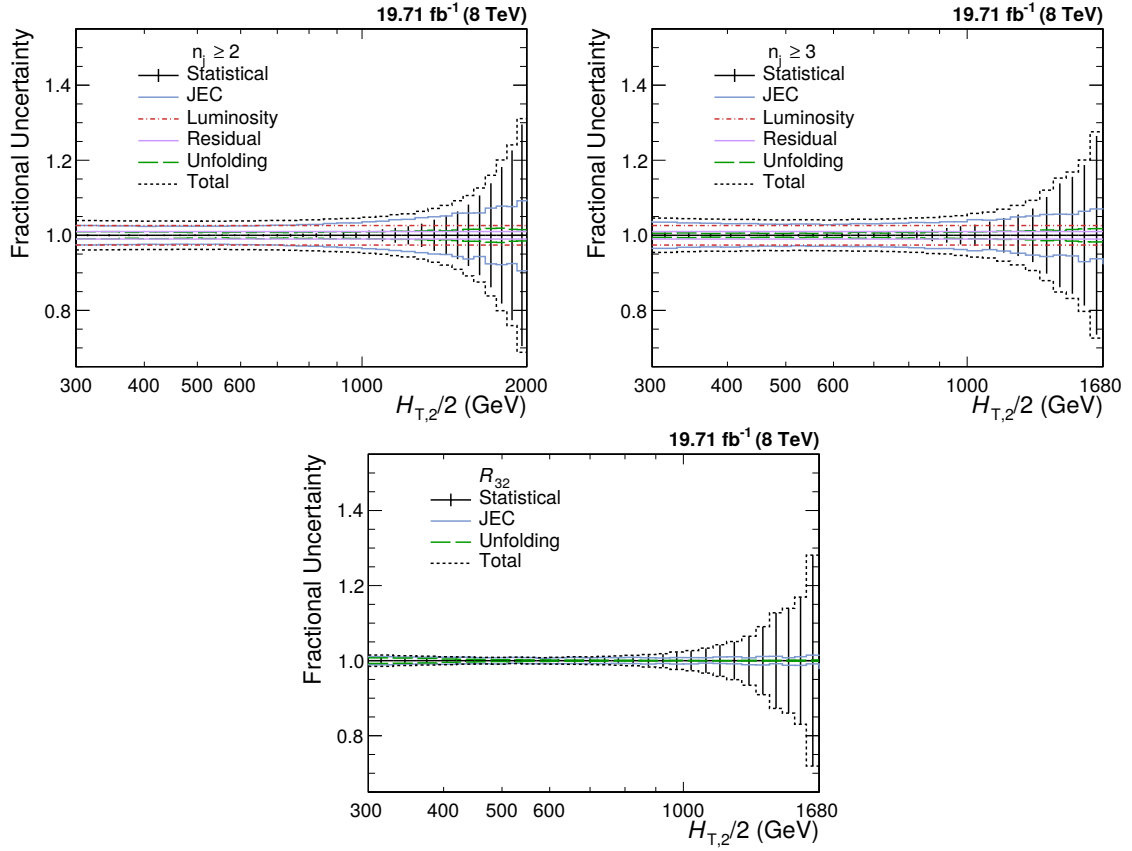 19.71 fb⁻¹ (8 TeV)
Fractional Uncertainty
n_j ≥ 2
Statistical
JEC
Luminosity
Residual
Unfolding
Total
1.4
1.2
1.0
0.8
300 400 500 600 1000 2000
H_T,2/2 (GeV)
19.71 fb⁻¹ (8 TeV)
Fractional Uncertainty
n_j ≥ 3
Statistical
JEC
Luminosity
Residual
Unfolding
Total
1.4
1.2
1.0
0.8
300 400 500 600 1000 1680
H_T,2/2 (GeV)
19.71 fb⁻¹ (8 TeV)
Fractional Uncertainty
R_32
Statistical
JEC
Unfolding
Total
1.4
1.2
1.0
0.8
300 400 500 600 1000 1680
H_T,2/2 (GeV)